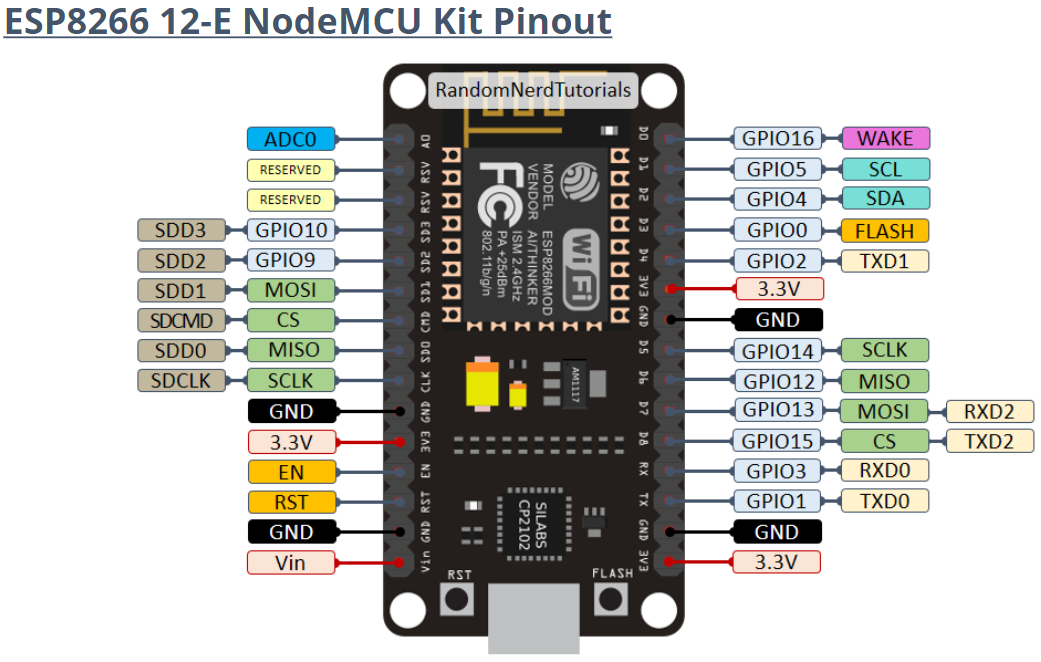 ESP8266 12-E NodeMCU Kit Pinout
RandomNerdTutorials
ADC0
RESERVED
RESERVED
SDD3 GPIO10
SDD2 GPIO9
SDD1 MOSI
SDCMD CS
SDD0 MISO
SDCLK SCLK
GND
3.3V
EN
RST
GND
Vin
A0
RSV
RSV
SD3
SD2
SD1
CMD
SD0
CLK
GND
3V3
EN
RST
GND
Vin
MODEL ESP8266MOD
VENDOR AI/THINKER
ISM 2.4GHz
PA +25dBm
802.11b/g/n
FC
WiFi
AM1117
SILABS
CP2102
RST
FLASH
D0
D1
D2
D3
D4
3V3
GND
D5
D6
D7
D8
RX
TX
GND
3V3
GPIO16 WAKE
GPIO5 SCL
GPIO4 SDA
GPIO0 FLASH
GPIO2 TXD1
3.3V
GND
GPIO14 SCLK
GPIO12 MISO
GPIO13 MOSI RXD2
GPIO15 CS TXD2
GPIO3 RXD0
GPIO1 TXD0
GND
3.3V